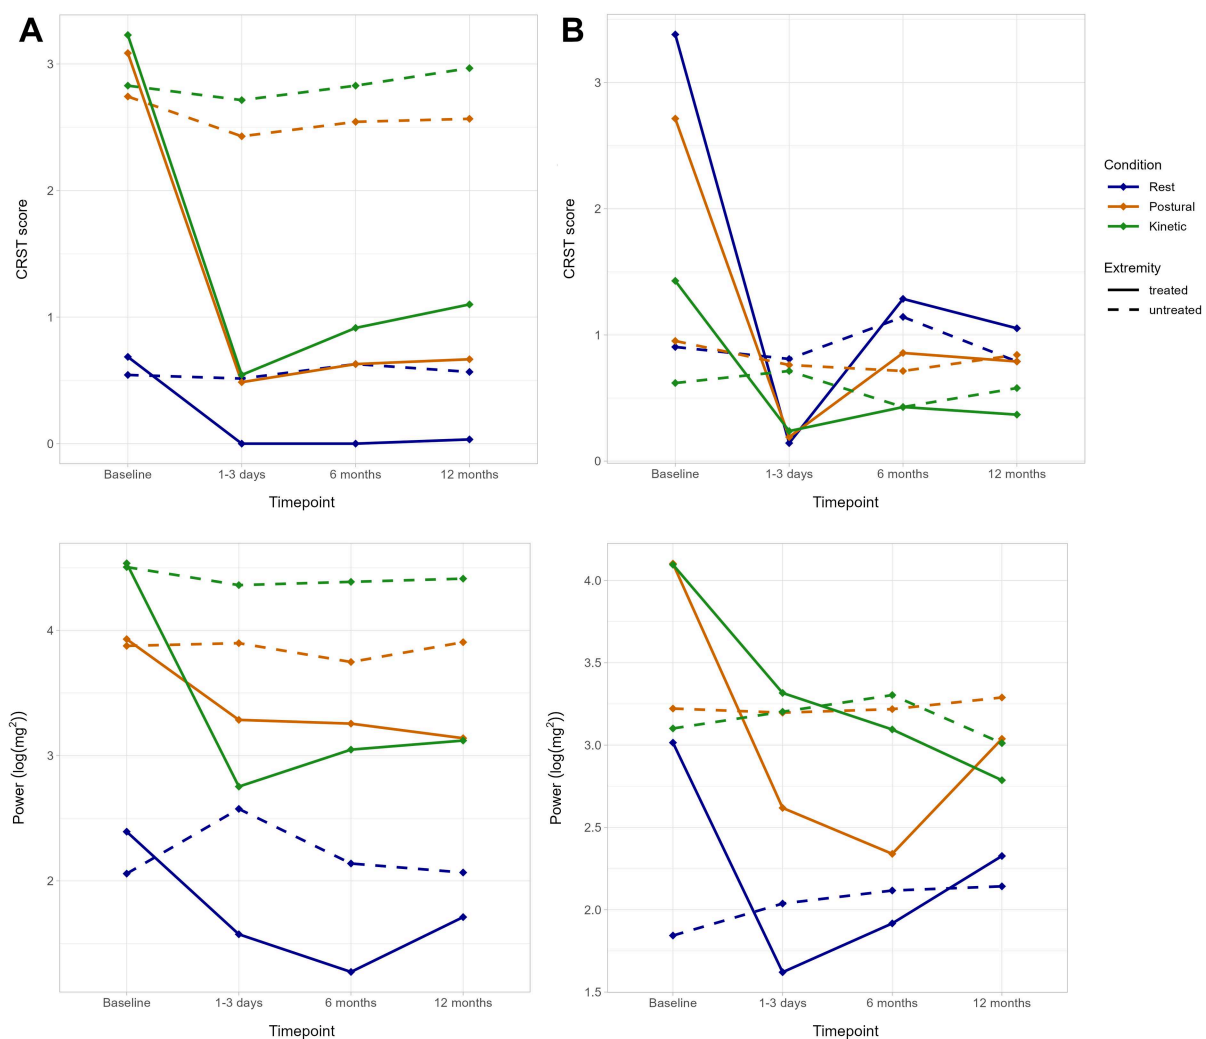 A
CRST score
3
2
1
0
Baseline 1-3 days 6 months 12 months
Timepoint
B
CRST score
3
2
1
0
Baseline 1-3 days 6 months 12 months
Timepoint
Condition
Rest
Postural
Kinetic
Extremity
treated
untreated
Power (log(mg²))
4
3
2
Baseline 1-3 days 6 months 12 months
Timepoint
Power (log(mg²))
4.0
3.5
3.0
2.5
2.0
1.5
Baseline 1-3 days 6 months 12 months
Timepoint